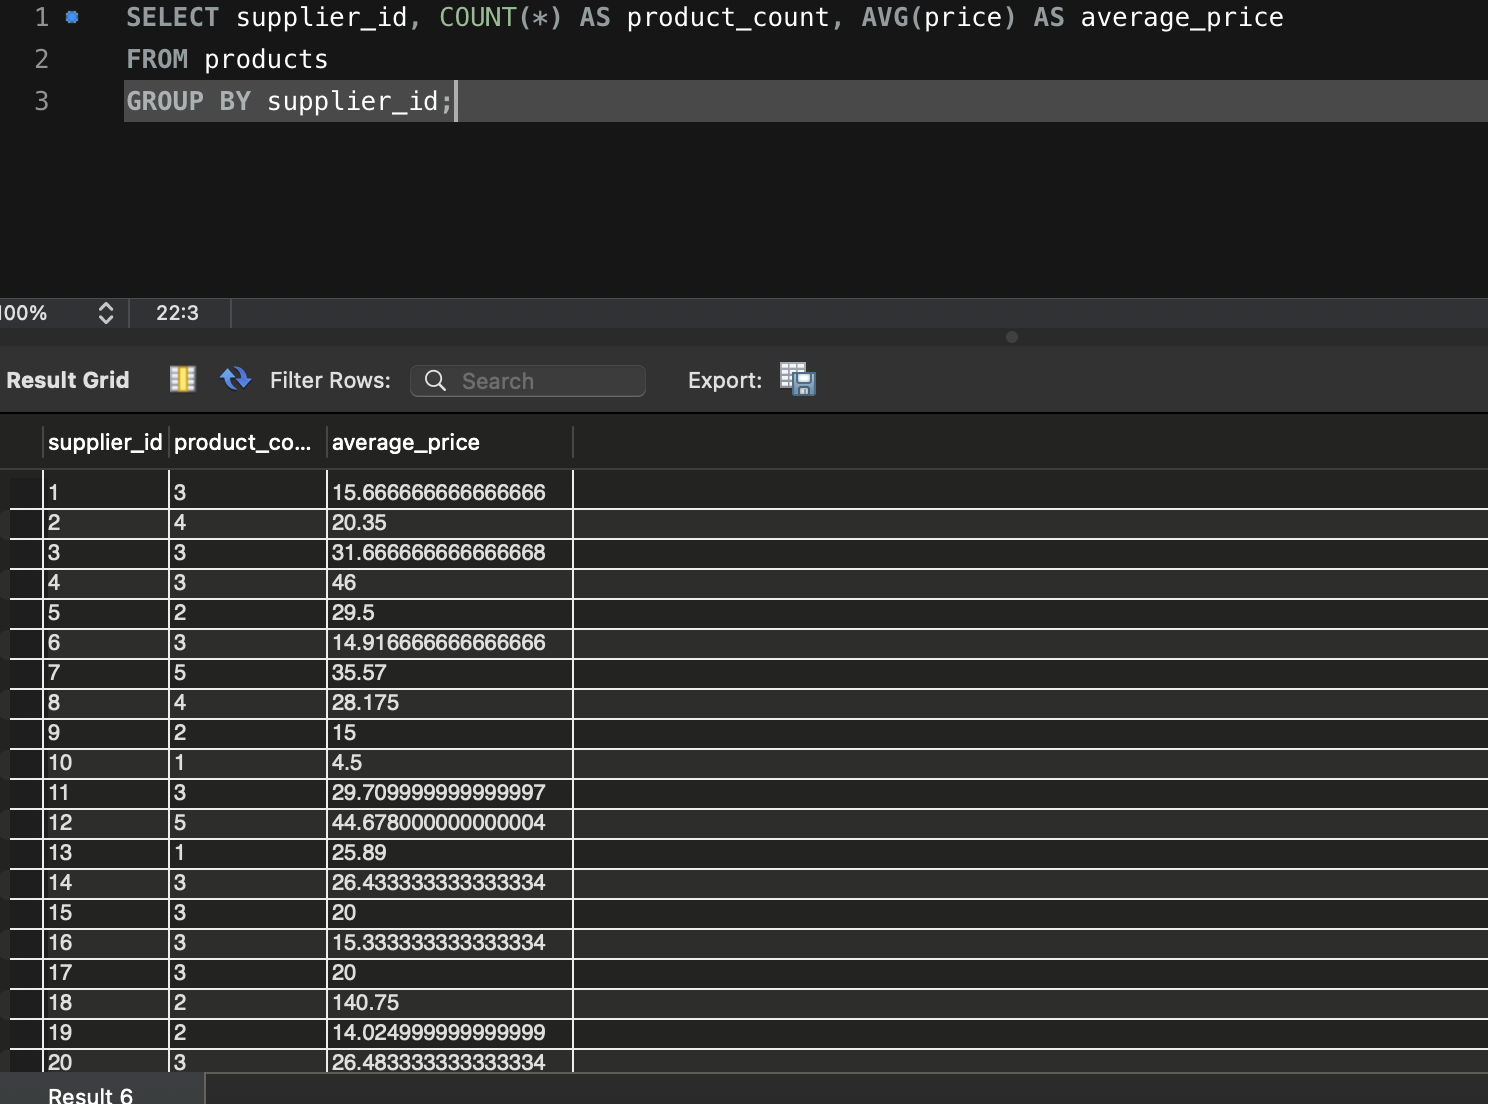 1 SELECT supplier_id, COUNT(*) AS product_count, AVG(price) AS average_price
2 FROM products
3 GROUP BY supplier_id;
100% 22:3
Result Grid Filter Rows: Search Export:
supplier_id product_co... average_price
1 3 15.666666666666666
2 4 20.35
3 3 31.666666666666668
4 3 46
5 2 29.5
6 3 14.916666666666666
7 5 35.57
8 4 28.175
9 2 15
10 1 4.5
11 3 29.709999999999997
12 5 44.678000000000004
13 1 25.89
14 3 26.433333333333334
15 3 20
16 3 15.333333333333334
17 3 20
18 2 140.75
19 2 14.024999999999999
20 3 26.483333333333334
Result 6